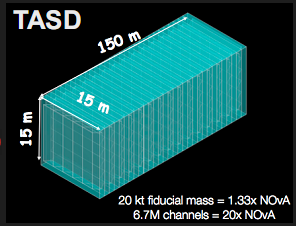 TASD
150 m
15 m
15 m
20 kt fiducial mass = 1.33x NOvA
6.7M channels = 20x NOvA